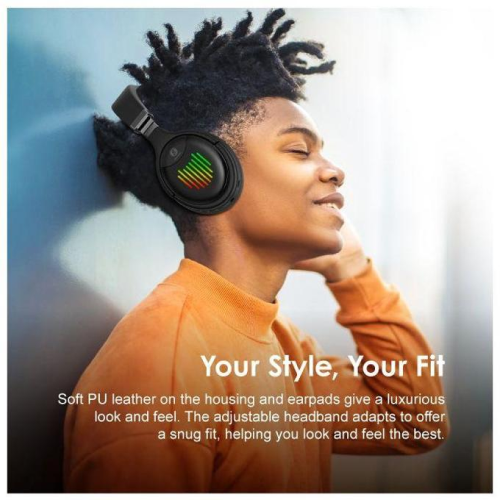 Your Style, Your Fit
Soft PU leather on the housing and earpads give a luxurious
look and feel. The adjustable headband adapts to offer
a snug fit, helping you look and feel the best.